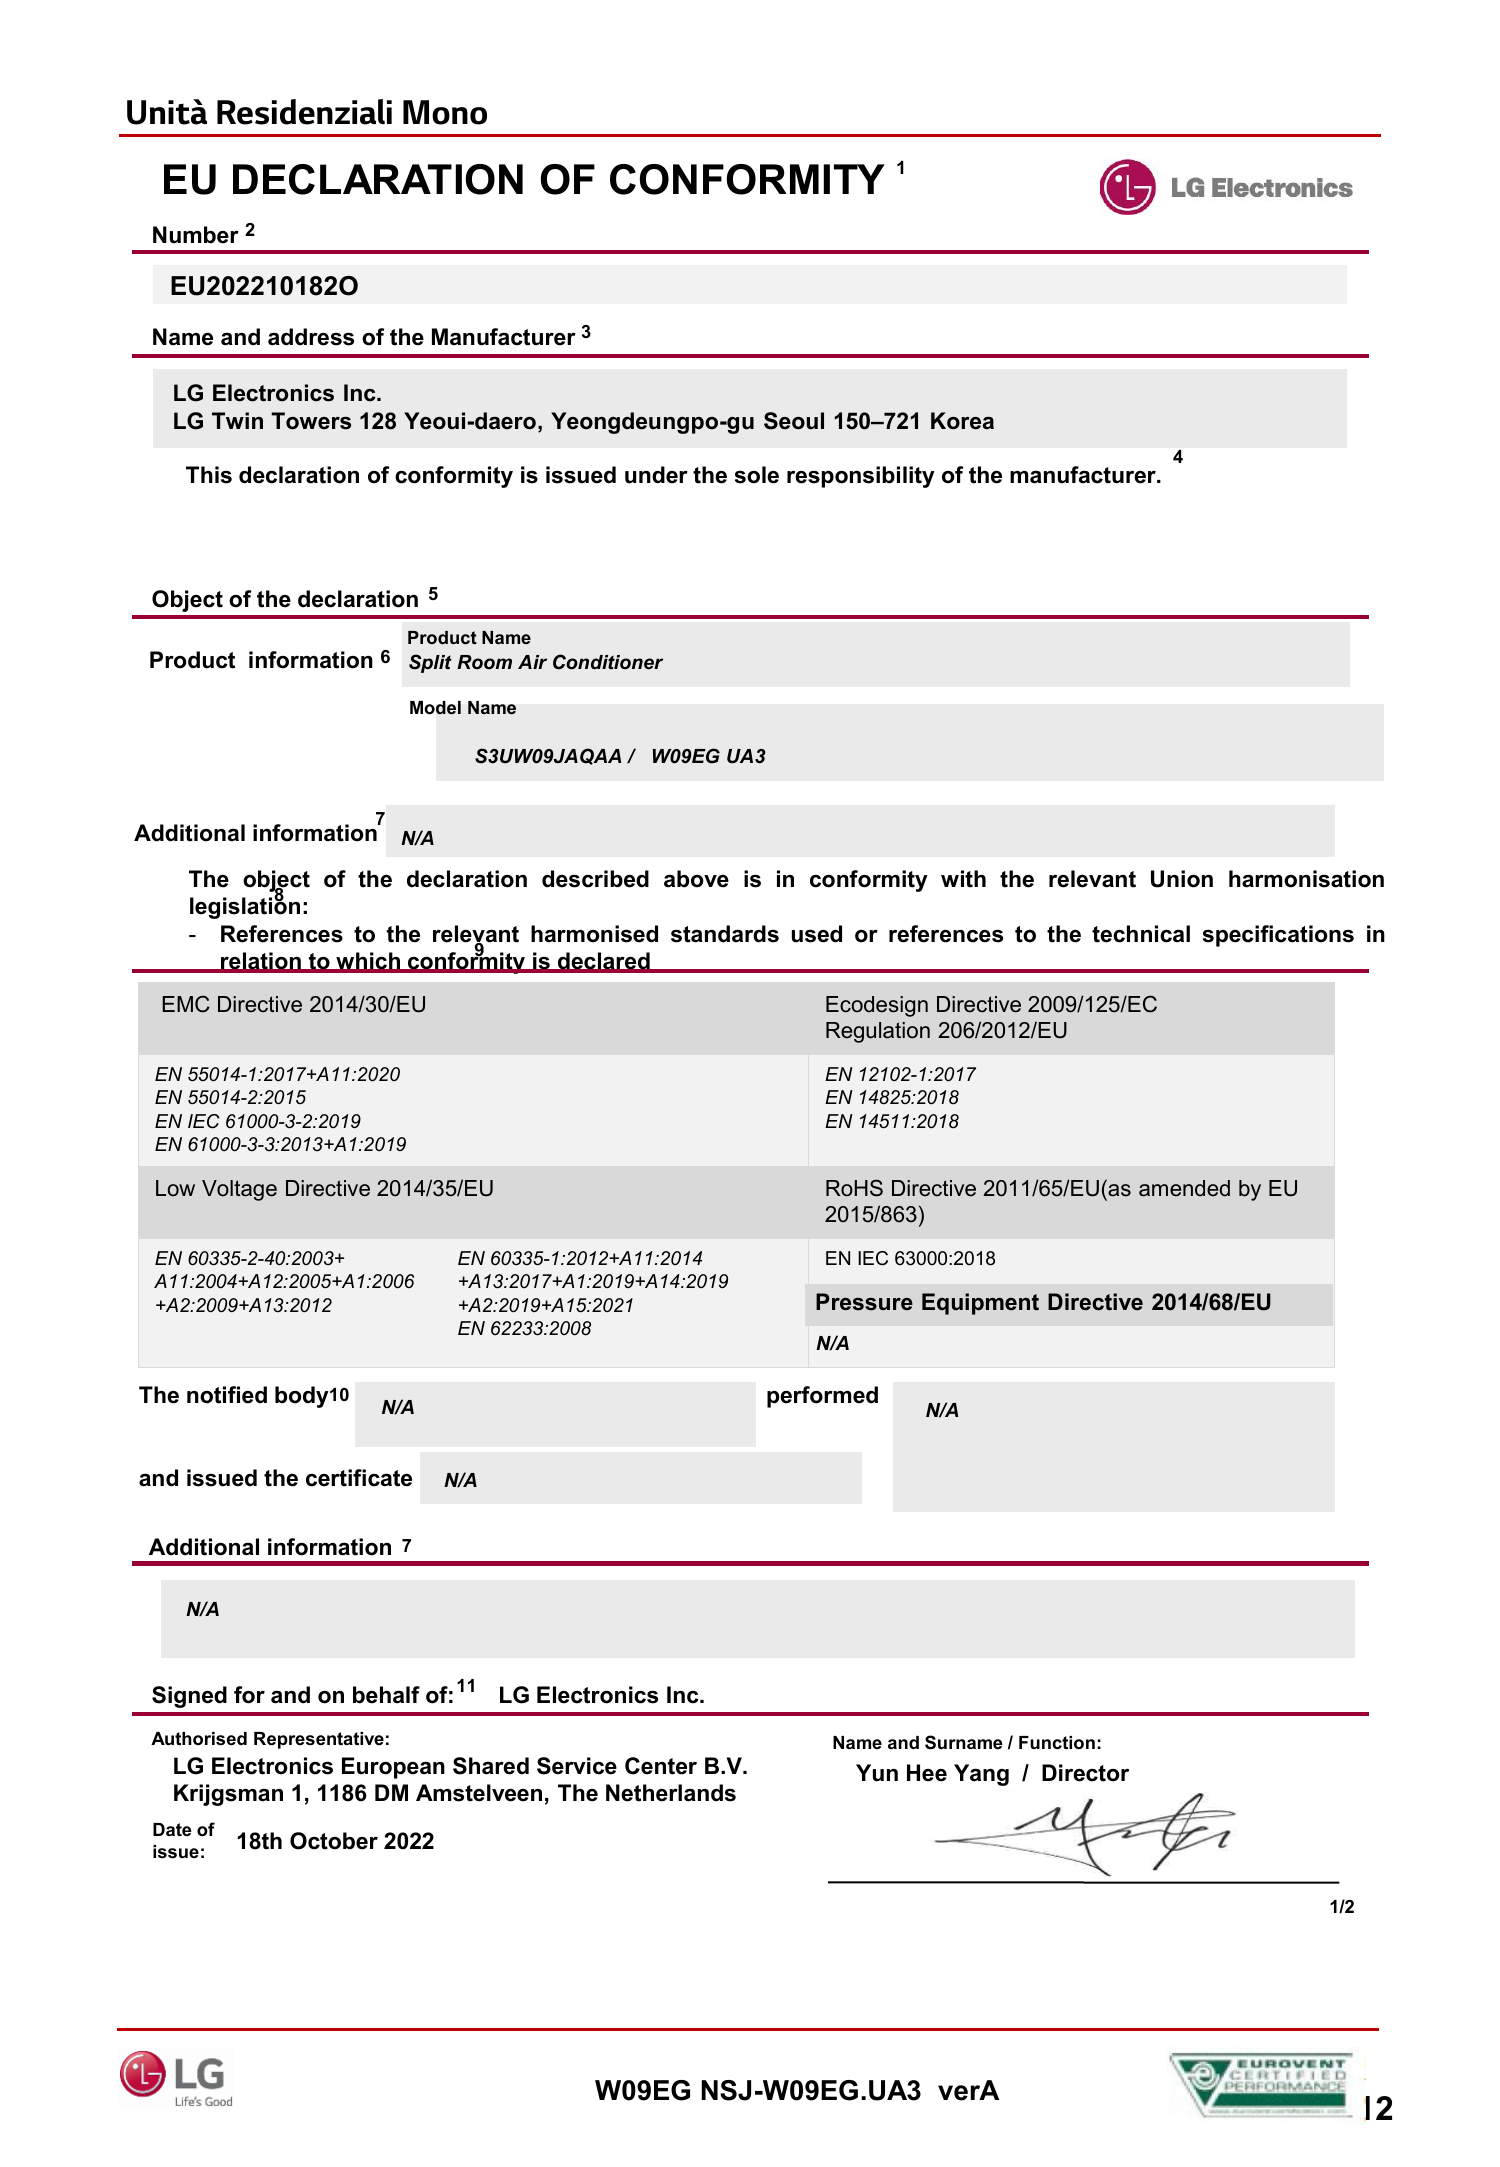 Unità Residenziali Mono
EU DECLARATION OF CONFORMITY 1
LG Electronics
Number 2
EU202210182O
Name and address of the Manufacturer 3
LG Electronics Inc.
LG Twin Towers 128 Yeoui-daero, Yeongdeungpo-gu Seoul 150–721 Korea
This declaration of conformity is issued under the sole responsibility of the manufacturer. 4
Object of the declaration 5
Product information 6
Product Name
Split Room Air Conditioner
Model Name
S3UW09JAQAA / W09EG UA3
Additional information 7
N/A
The object of the declaration described above is in conformity with the relevant Union harmonisation
legislation: 8
- References to the relevant harmonised standards used or references to the technical specifications in
relation to which conformity is declared 9
EMC Directive 2014/30/EU
EN 55014-1:2017+A11:2020
EN 55014-2:2015
EN IEC 61000-3-2:2019
EN 61000-3-3:2013+A1:2019
Ecodesign Directive 2009/125/EC
Regulation 206/2012/EU
EN 12102-1:2017
EN 14825:2018
EN 14511:2018
Low Voltage Directive 2014/35/EU
EN 60335-2-40:2003+
A11:2004+A12:2005+A1:2006
+A2:2009+A13:2012
EN 60335-1:2012+A11:2014
+A13:2017+A1:2019+A14:2019
+A2:2019+A15:2021
EN 62233:2008
RoHS Directive 2011/65/EU(as amended by EU
2015/863)
EN IEC 63000:2018
Pressure Equipment Directive 2014/68/EU
N/A
The notified body10 N/A
performed N/A
and issued the certificate N/A
Additional information 7
N/A
Signed for and on behalf of: 11 LG Electronics Inc.
Authorised Representative:
LG Electronics European Shared Service Center B.V.
Krijgsman 1, 1186 DM Amstelveen, The Netherlands
Date of
issue:
18th October 2022
Name and Surname / Function:
Yun Hee Yang / Director
1/2
LG
Life's Good
W09EG NSJ-W09EG.UA3 verA
EUROVENT
CERTIFIED
PERFORMANCE
12